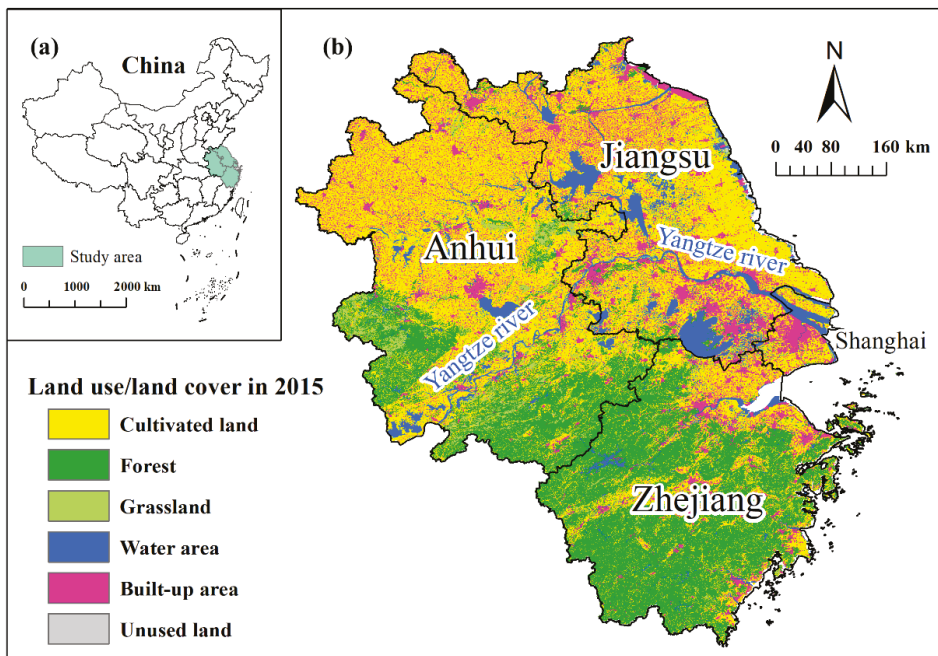 (a)
China
Study area
0 1000 2000 km
Land use/land cover in 2015
Cultivated land
Forest
Grassland
Water area
Built-up area
Unused land
(b)
N
0 40 80 160 km
Jiangsu
Anhui
Yangtze river
Yangtze river
Shanghai
Zhejiang